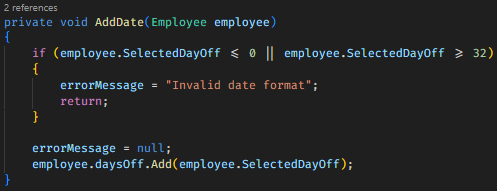 2 references
private void AddDate(Employee employee)
{
    if (employee.SelectedDayOff <= 0 || employee.SelectedDayOff >= 32)
    {
        errorMessage = "Invalid date format";
        return;
    }

    errorMessage = null;
    employee.daysOff.Add(employee.SelectedDayOff);
}